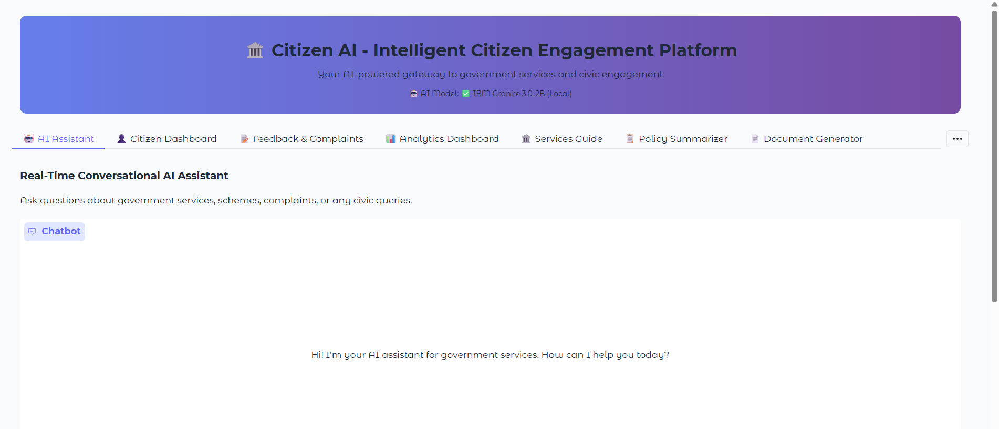 Citizen AI - Intelligent Citizen Engagement Platform
Your AI-powered gateway to government services and civic engagement
AI Model: ✅ IBM Granite 3.0-2B (Local)
AI Assistant
Citizen Dashboard
Feedback & Complaints
Analytics Dashboard
Services Guide
Policy Summarizer
Document Generator
Real-Time Conversational AI Assistant
Ask questions about government services, schemes, complaints, or any civic queries.
Chatbot
Hi! I'm your AI assistant for government services. How can I help you today?